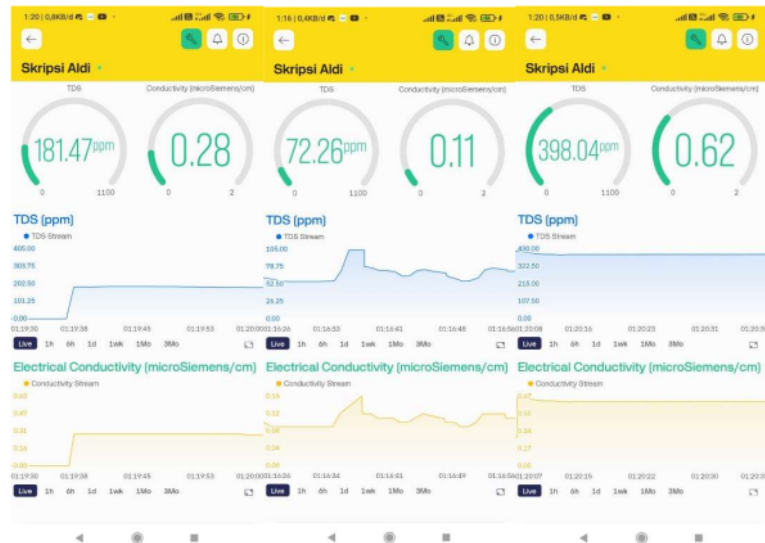 1:20 | 0,8KB/d
Skripsi Aldi
TDS
Conductivity (microSiemens/cm)
181.47ppm
0.28
0
1100
0
2
TDS (ppm)
TDS Stream
405.00
303.75
202.50
101.25
-0.00
01:19:30 01:19:38 01:19:45 01:19:53 01:20:00
Live 1h 6h 1d 1wk 1Mo 3Mo
Electrical Conductivity (microSiemens/cm)
Conductivity Stream
0.47
0.31
0.16
-0.00
01:19:30 01:19:38 01:19:45 01:19:53 01:20:00
Live 1h 6h 1d 1wk 1Mo 3Mo
1:16 | 0,4KB/d
Skripsi Aldi
TDS
Conductivity (microSiemens/cm)
72.26ppm
0.11
0
1100
0
2
TDS (ppm)
TDS Stream
105.00
78.75
52.50
26.25
0.00
01:16:26 01:16:33 01:16:41 01:16:48 01:16:56
Live 1h 6h 1d 1wk 1Mo 3Mo
Electrical Conductivity (microSiemens/cm)
Conductivity Stream
0.16
0.12
0.08
0.04
0.00
01:16:26 01:16:34 01:16:41 01:16:49 01:16:56
Live 1h 6h 1d 1wk 1Mo 3Mo
1:20 | 0,5KB/d
Skripsi Aldi
TDS
Conductivity (microSiemens/cm)
398.04ppm
0.62
0
1100
0
2
TDS (ppm)
TDS Stream
430.00
322.50
215.00
107.50
0.00
01:20:08 01:20:16 01:20:23 01:20:31
Live 1h 6h 1d 1wk 1Mo 3Mo
Electrical Conductivity (microSiemens/cm)
Conductivity Stream
0.17
0.00
01:20:07 01:20:15 01:20:22 01:20:30
Live 1h 6h 1d 1wk 1Mo 3Mo